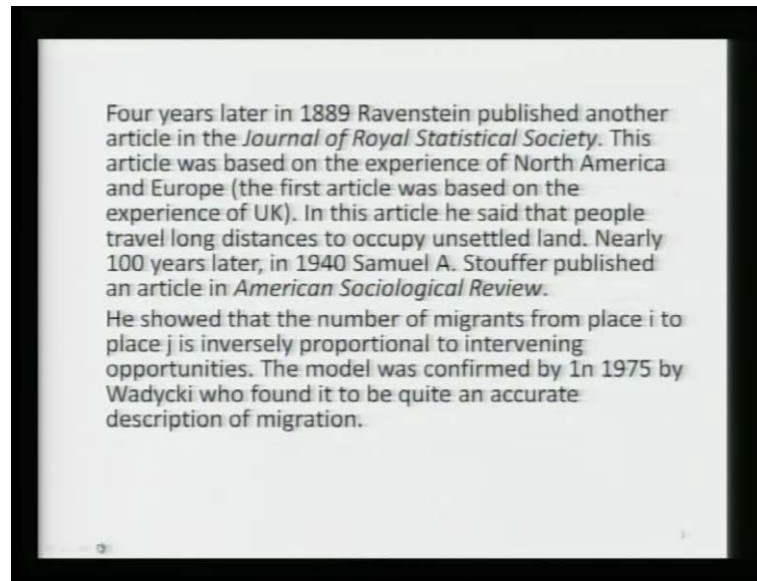 Four years later in 1889 Ravenstein published another
article in the Journal of Royal Statistical Society. This
article was based on the experience of North America
and Europe (the first article was based on the
experience of UK). In this article he said that people
travel long distances to occupy unsettled land. Nearly
100 years later, in 1940 Samuel A. Stouffer published
an article in American Sociological Review.
He showed that the number of migrants from place i to
place j is inversely proportional to intervening
opportunities. The model was confirmed by 1n 1975 by
Wadycki who found it to be quite an accurate
description of migration.